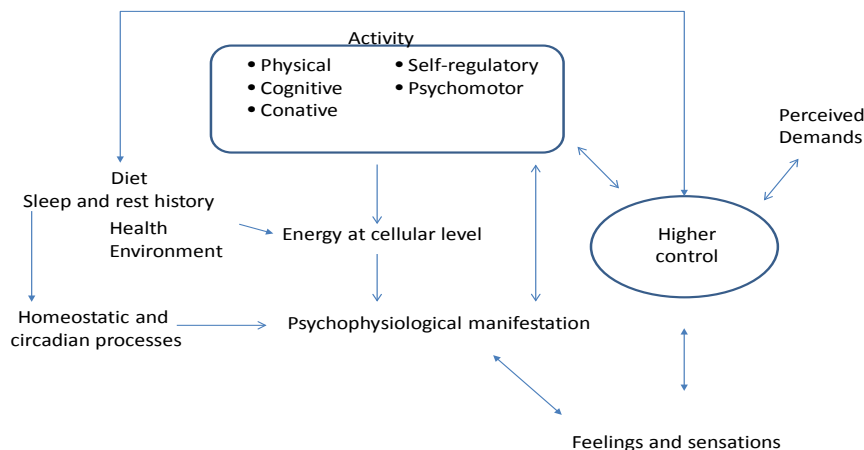 Activity
• Physical
• Cognitive
• Conative
• Self-regulatory
• Psychomotor
Perceived
Demands
Diet
Sleep and rest history
Health
Environment
Energy at cellular level
Higher
control
Homeostatic and
circadian processes
Psychophysiological manifestation
Feelings and sensations